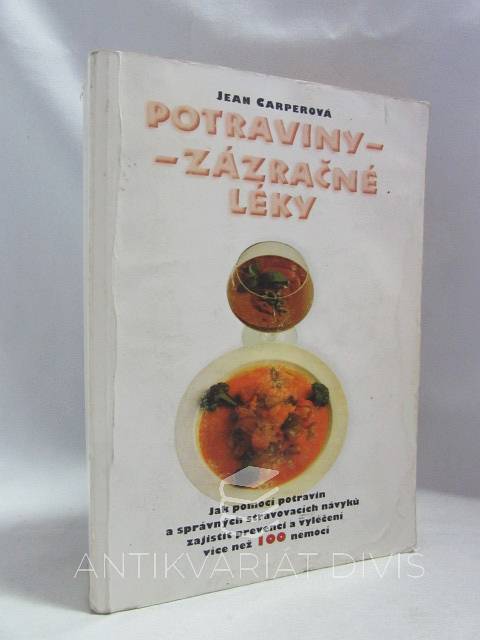 JEAN CARPEROVÁ
POTRAVINY–
–ZÁZRAČNÉ
LÉKY
Jak pomocí potravin
a správných stravovacích návyků
zajistit prevenci a vyléčení
více než 100 nemocí
ANTIKVARIÁT DIVIŠ